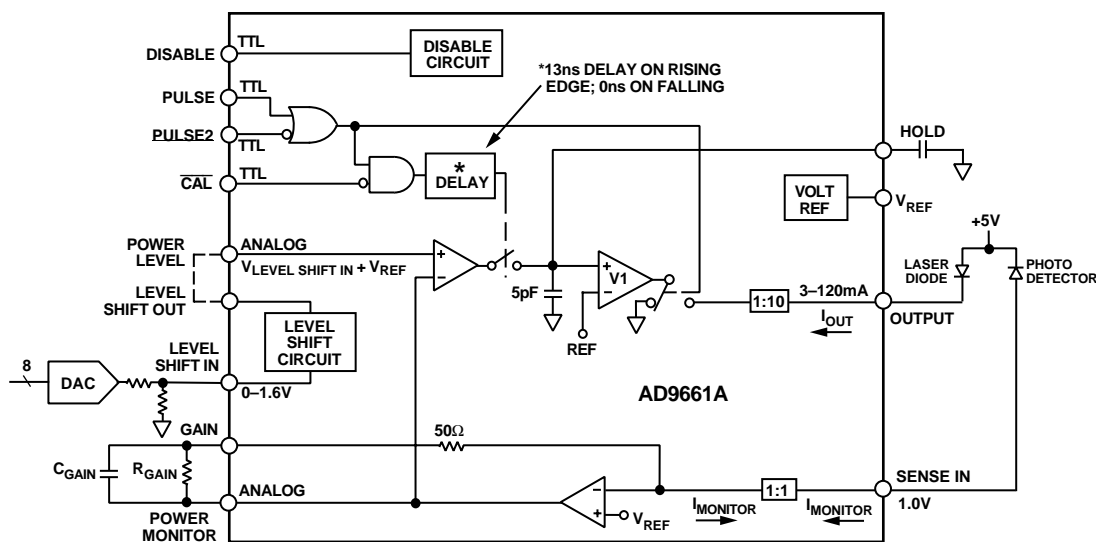 DISABLE
TTL
DISABLE
CIRCUIT
*13ns DELAY ON RISING
EDGE; 0ns ON FALLING
PULSE
TTL
PULSE2
TTL
CAL
TTL
*
DELAY
HOLD
VOLT
REF
VREF
+5V
POWER
LEVEL
ANALOG
VLEVEL SHIFT IN + VREF
+
–
5pF
+
–
V1
REF
1:10
3–120mA
IOUT
OUTPUT
LASER
DIODE
PHOTO
DETECTOR
LEVEL
SHIFT OUT
LEVEL
SHIFT
CIRCUIT
LEVEL
SHIFT IN
0–1.6V
8
DAC
AD9661A
GAIN
50Ω
CGAIN
RGAIN
ANALOG
POWER
MONITOR
–
+
VREF
1:1
IMONITOR
IMONITOR
SENSE IN
1.0V